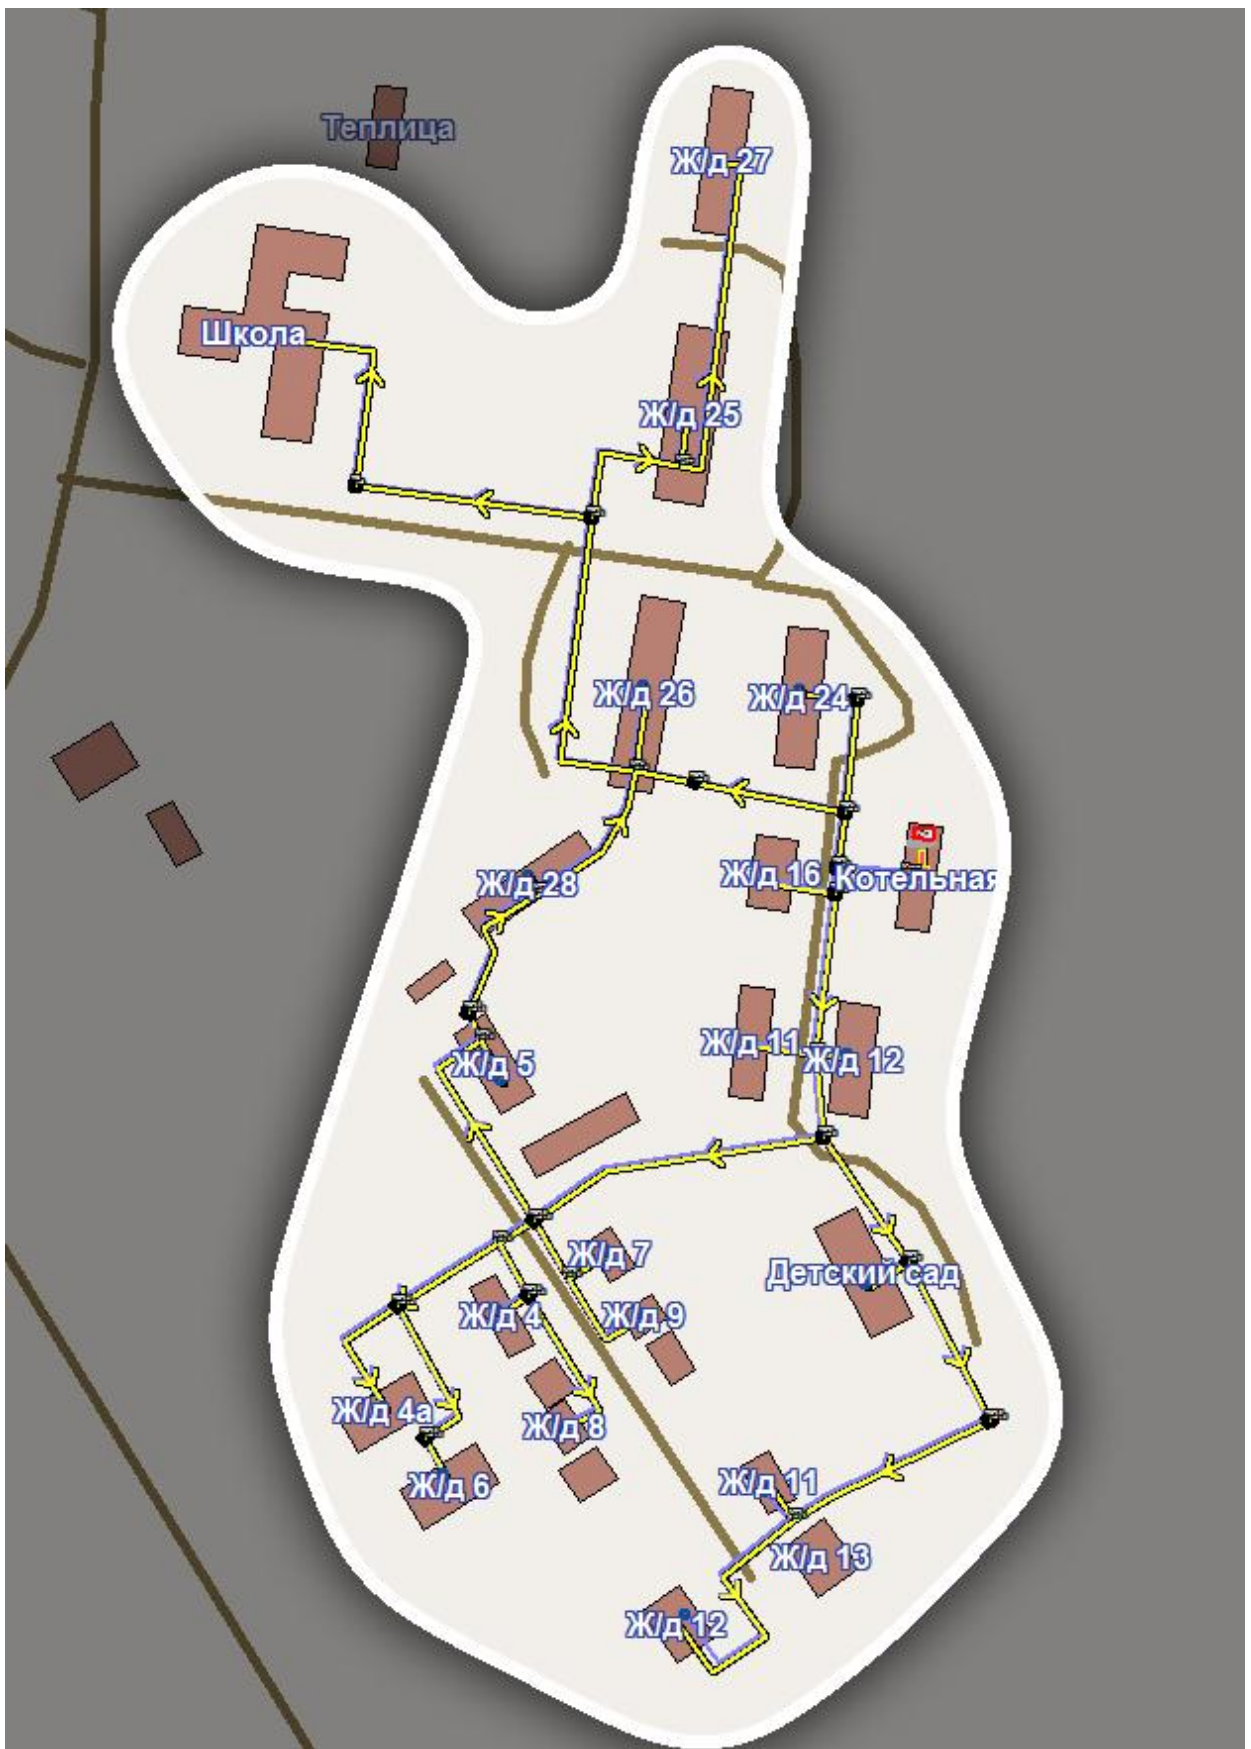 Теплица
Ж/д 27
Школа
Ж/д 25
Ж/д 26
Ж/д 24
Ж/д 16
Котельная
Ж/д 28
Ж/д 11
Ж/д 12
Ж/д 5
Ж/д 7
Детский сад
Ж/д 4
Ж/д 9
Ж/д 4а
Ж/д 8
Ж/д 6
Ж/д 11
Ж/д 13
Ж/д 12